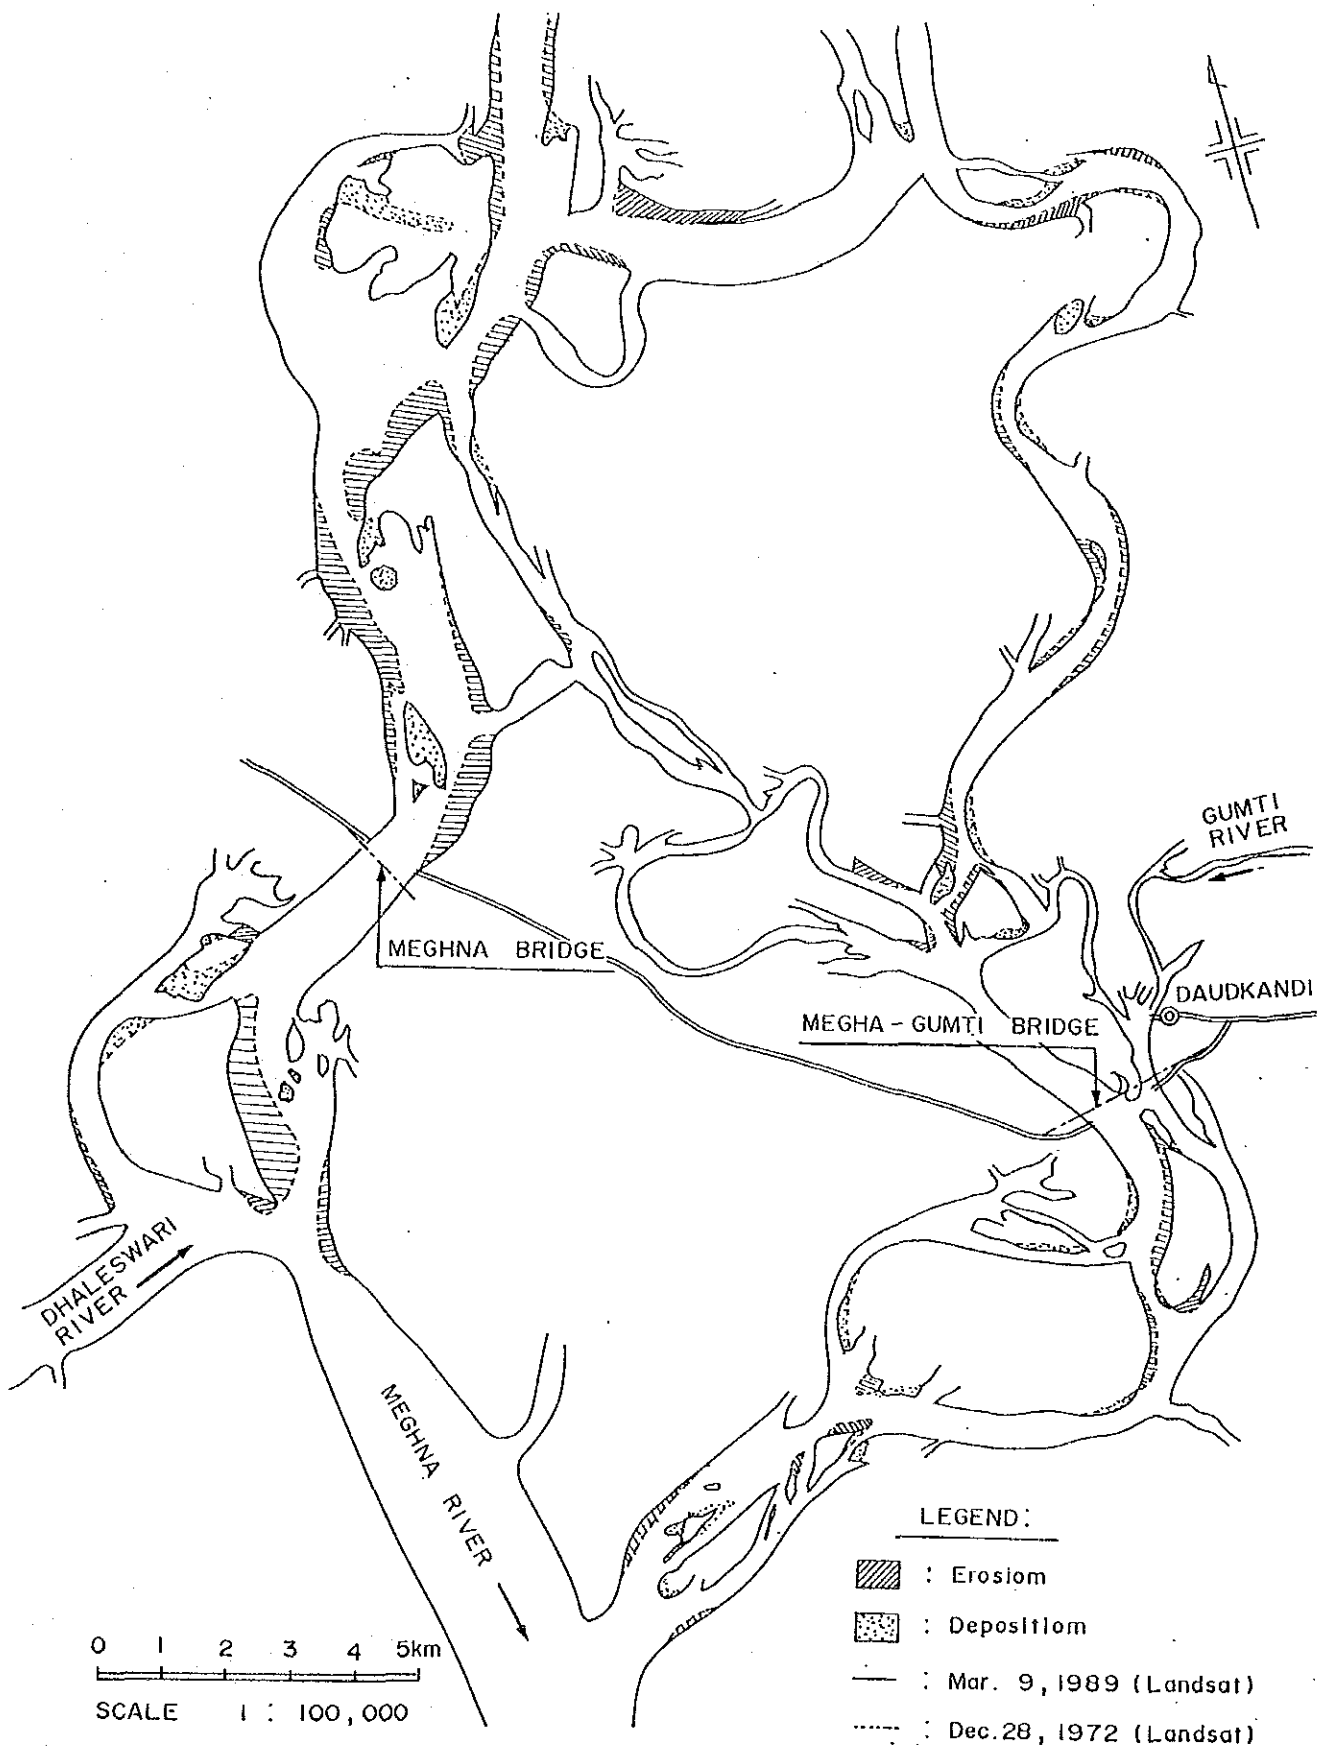 GUMTI
RIVER
MEGHNA BRIDGE
DAUDKANDI
MEGHA - GUMTI BRIDGE
DHALESWARI
RIVER
MEGHNA RIVER
LEGEND:
: Erosiom
: Depositiom
: Mar. 9, 1989 (Landsat)
: Dec. 28, 1972 (Landsat)
0 1 2 3 4 5km
SCALE 1 : 100,000